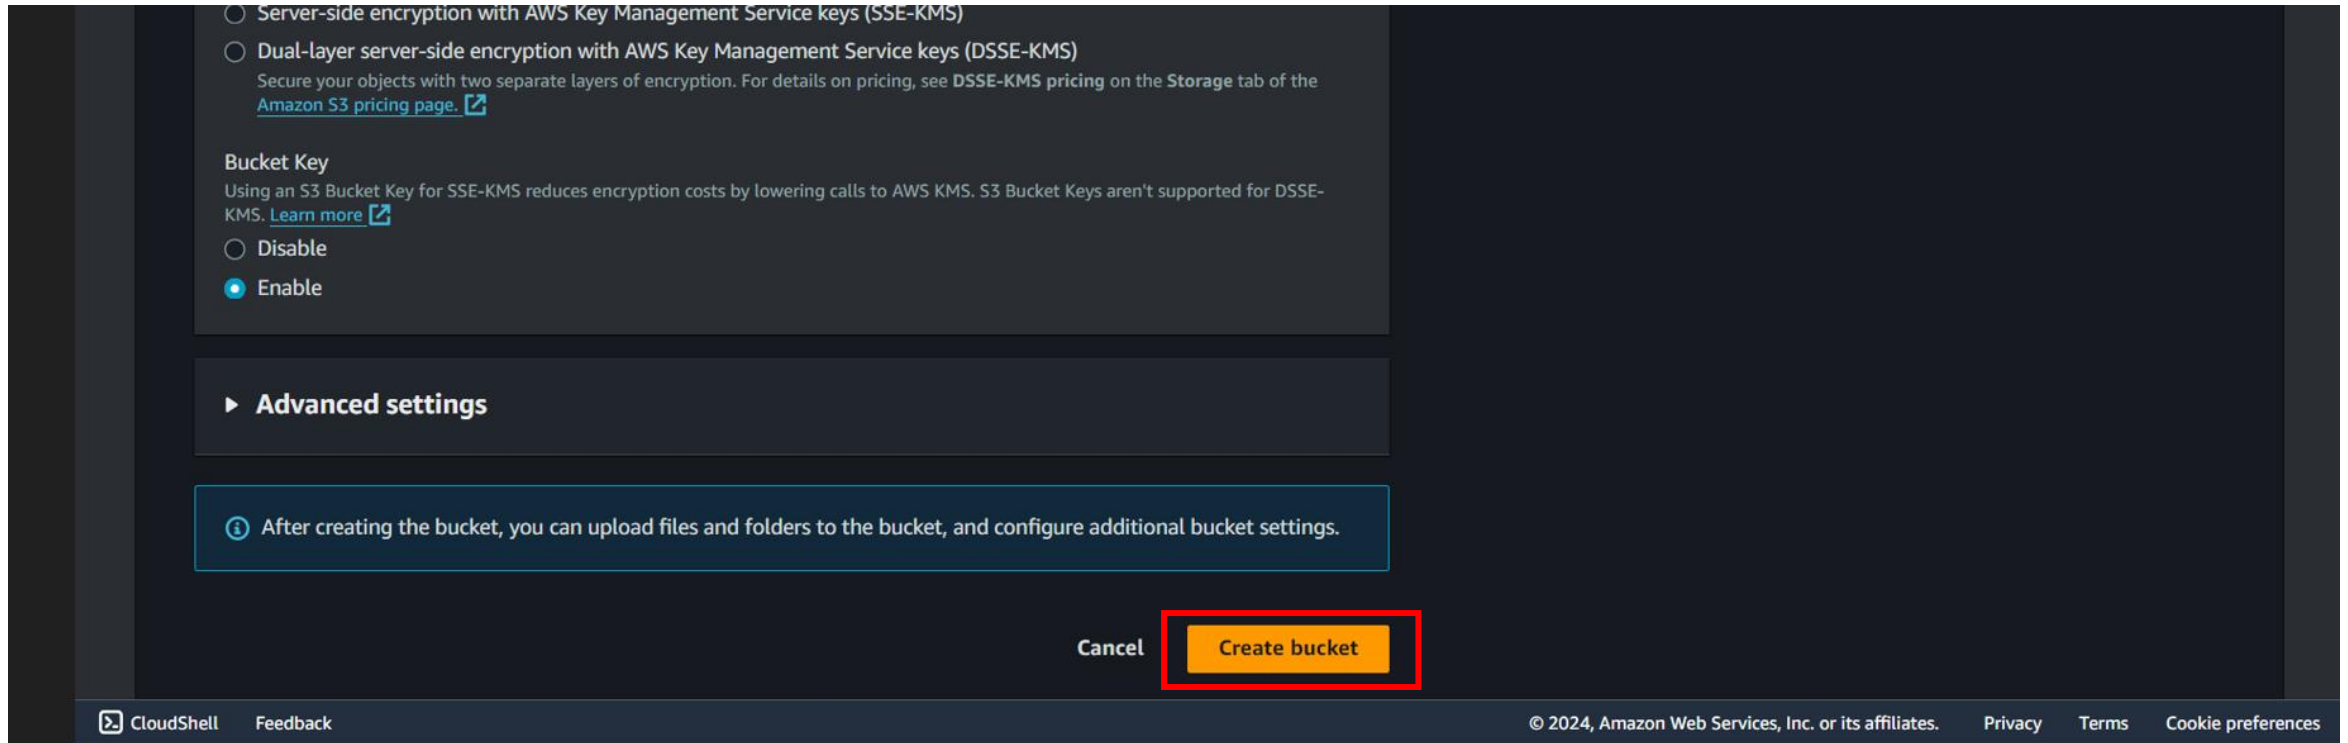 Server-side encryption with AWS Key Management Service keys (SSE-KMS)
Dual-layer server-side encryption with AWS Key Management Service keys (DSSE-KMS)
Secure your objects with two separate layers of encryption. For details on pricing, see DSSE-KMS pricing on the Storage tab of the
Amazon S3 pricing page.
Bucket Key
Using an S3 Bucket Key for SSE-KMS reduces encryption costs by lowering calls to AWS KMS. S3 Bucket Keys aren't supported for DSSE-
KMS. Learn more
Disable
Enable
Advanced settings
After creating the bucket, you can upload files and folders to the bucket, and configure additional bucket settings.
Cancel Create bucket
CloudShell Feedback © 2024, Amazon Web Services, Inc. or its affiliates. Privacy Terms Cookie preferences